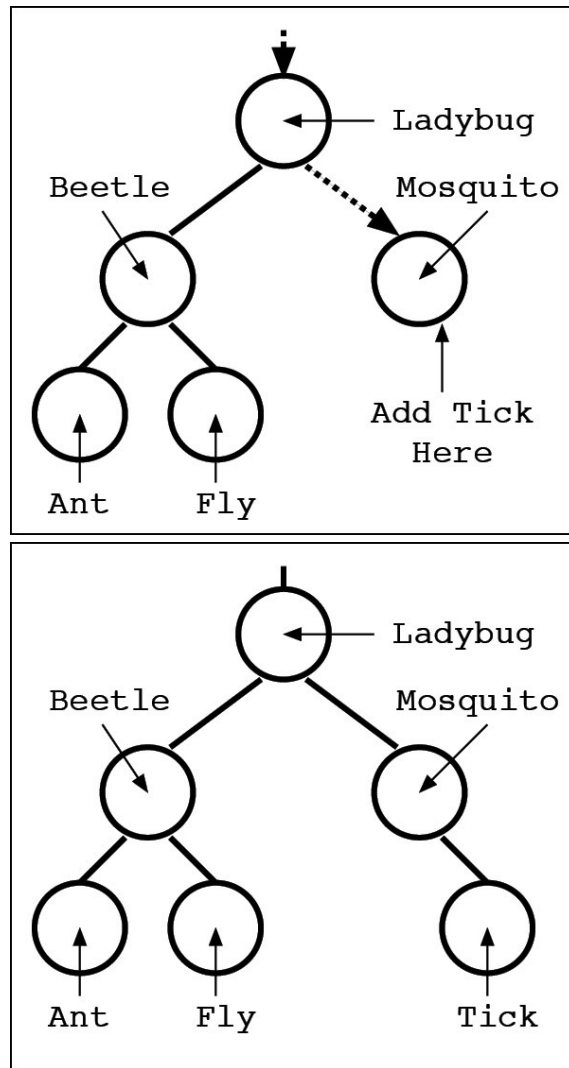 Ladybug
Beetle
Mosquito
Add Tick
Here
Ant
Fly
Ladybug
Beetle
Mosquito
Ant
Fly
Tick